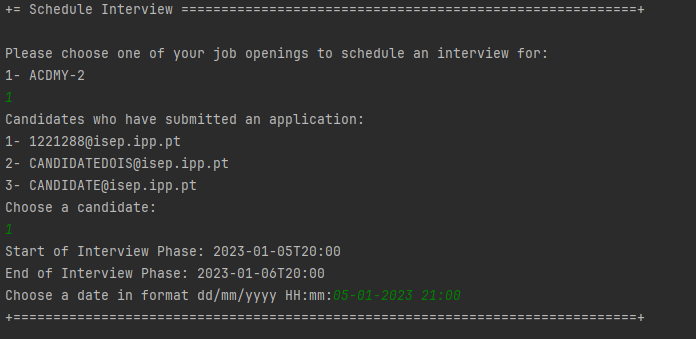 += Schedule Interview =========================================================+
Please choose one of your job openings to schedule an interview for:
1- ACDMY-2
1
Candidates who have submitted an application:
1- 1221288@isep.ipp.pt
2- CANDIDATEDOIS@isep.ipp.pt
3- CANDIDATE@isep.ipp.pt
Choose a candidate:
1
Start of Interview Phase: 2023-01-05T20:00
End of Interview Phase: 2023-01-06T20:00
Choose a date in format dd/mm/yyyy HH:mm:05-01-2023 21:00
+==============================================================================+